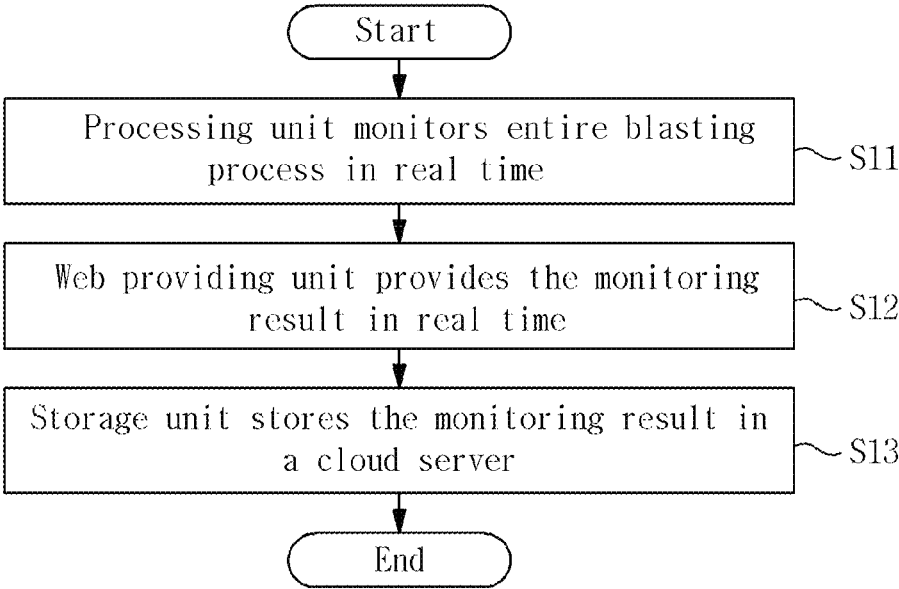 Start
Processing unit monitors entire blasting
process in real time
S11
Web providing unit provides the monitoring
result in real time
S12
Storage unit stores the monitoring result in
a cloud server
S13
End